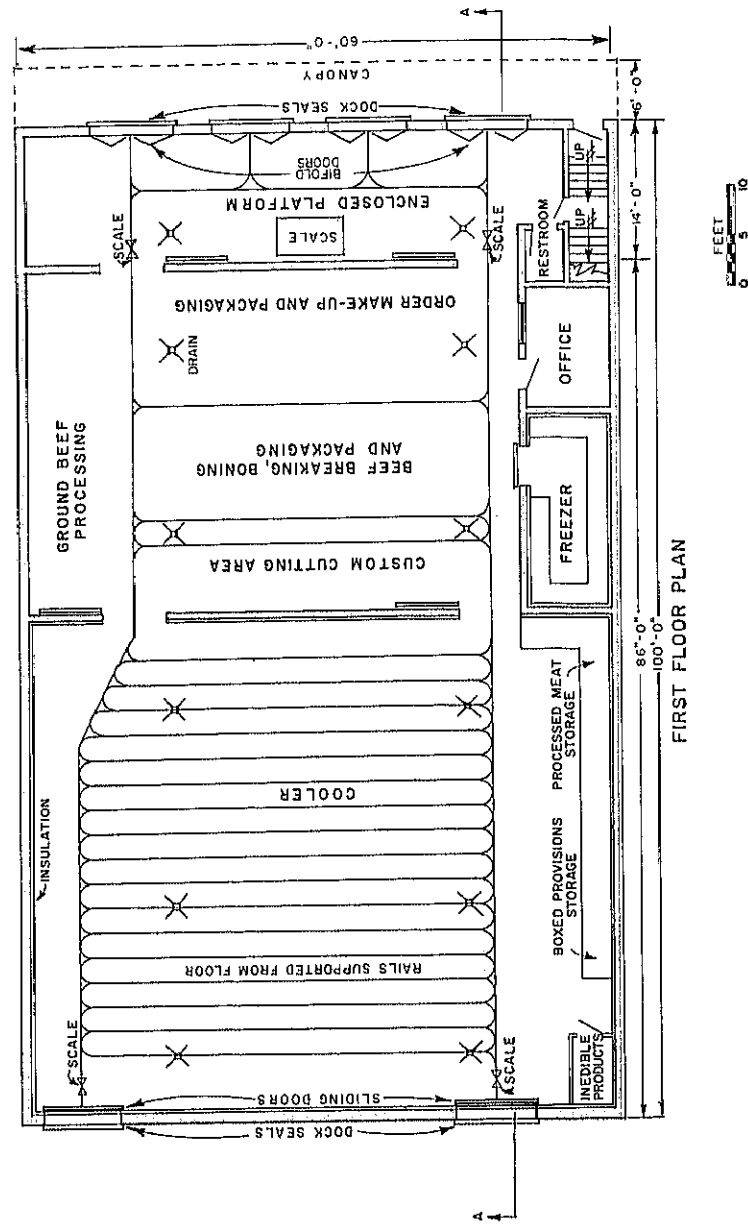 A
60'-0"
CANOPY
6'-0"
DOCK SEALS
BIFOLD
DOORS
UP
UP
14'-0"
ENCLOSED PLATFORM
SCALE
SCALE
SCALE
RESTROOM
ORDER MAKE-UP AND PACKAGING
DRAIN
OFFICE
GROUND BEEF
PROCESSING
BEEF BREAKING, BONING
AND PACKAGING
FREEZER
CUSTOM CUTTING AREA
COOLER
INSULATION
PROCESSED MEAT
STORAGE
BOXED PROVISIONS
STORAGE
RAILS SUPPORTED FROM FLOOR
SCALE
SCALE
INEDIBLE
PRODUCTS
SLIDING DOORS
DOCK SEALS
A
86'-0"
100'-0"
FIRST FLOOR PLAN
FEET
0 5 10